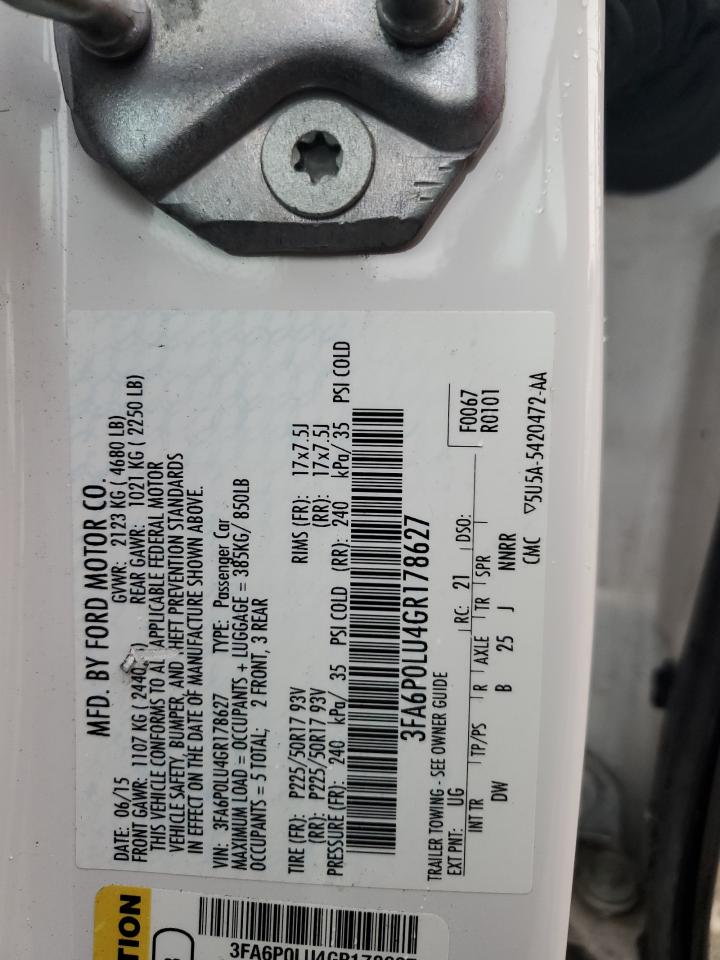 MFD. BY FORD MOTOR CO.
DATE: 06/15 GVWR: 2123 KG ( 4680 LB)
FRONT GAWR: 1107 KG ( 2440 REAR GAWR: 1021 KG ( 2250 LB)
THIS VEHICLE CONFORMS TO ALL APPLICABLE FEDERAL MOTOR
VEHICLE SAFETY, BUMPER, AND THEFT PREVENTION STANDARDS
IN EFFECT ON THE DATE OF MANUFACTURE SHOWN ABOVE.
VIN: 3FA6P0LU4GR178627 TYPE: Passenger Car
MAXIMUM LOAD = OCCUPANTS + LUGGAGE = 385KG/ 850LB
OCCUPANTS = 5 TOTAL; 2 FRONT, 3 REAR
TIRE (FR): P225/50R17 93V RIMS (FR): 17x7.5J
(RR): P225/50R17 93V (RR): 17x7.5J
PRESSURE (FR): 240 kPa/ 35 PSI COLD (RR): 240 kPa/ 35 PSI COLD
3FA6P0LU4GR178627
TRAILER TOWING - SEE OWNER GUIDE
EXT PNT: UG RC: 21 DSO: F0067
R0101
INT TR TP/PS R AXLE TR SPR
DW B 25 J NNRR
CMC ▽5U5A-5420472-AA
3FA6P0LU4GR178627